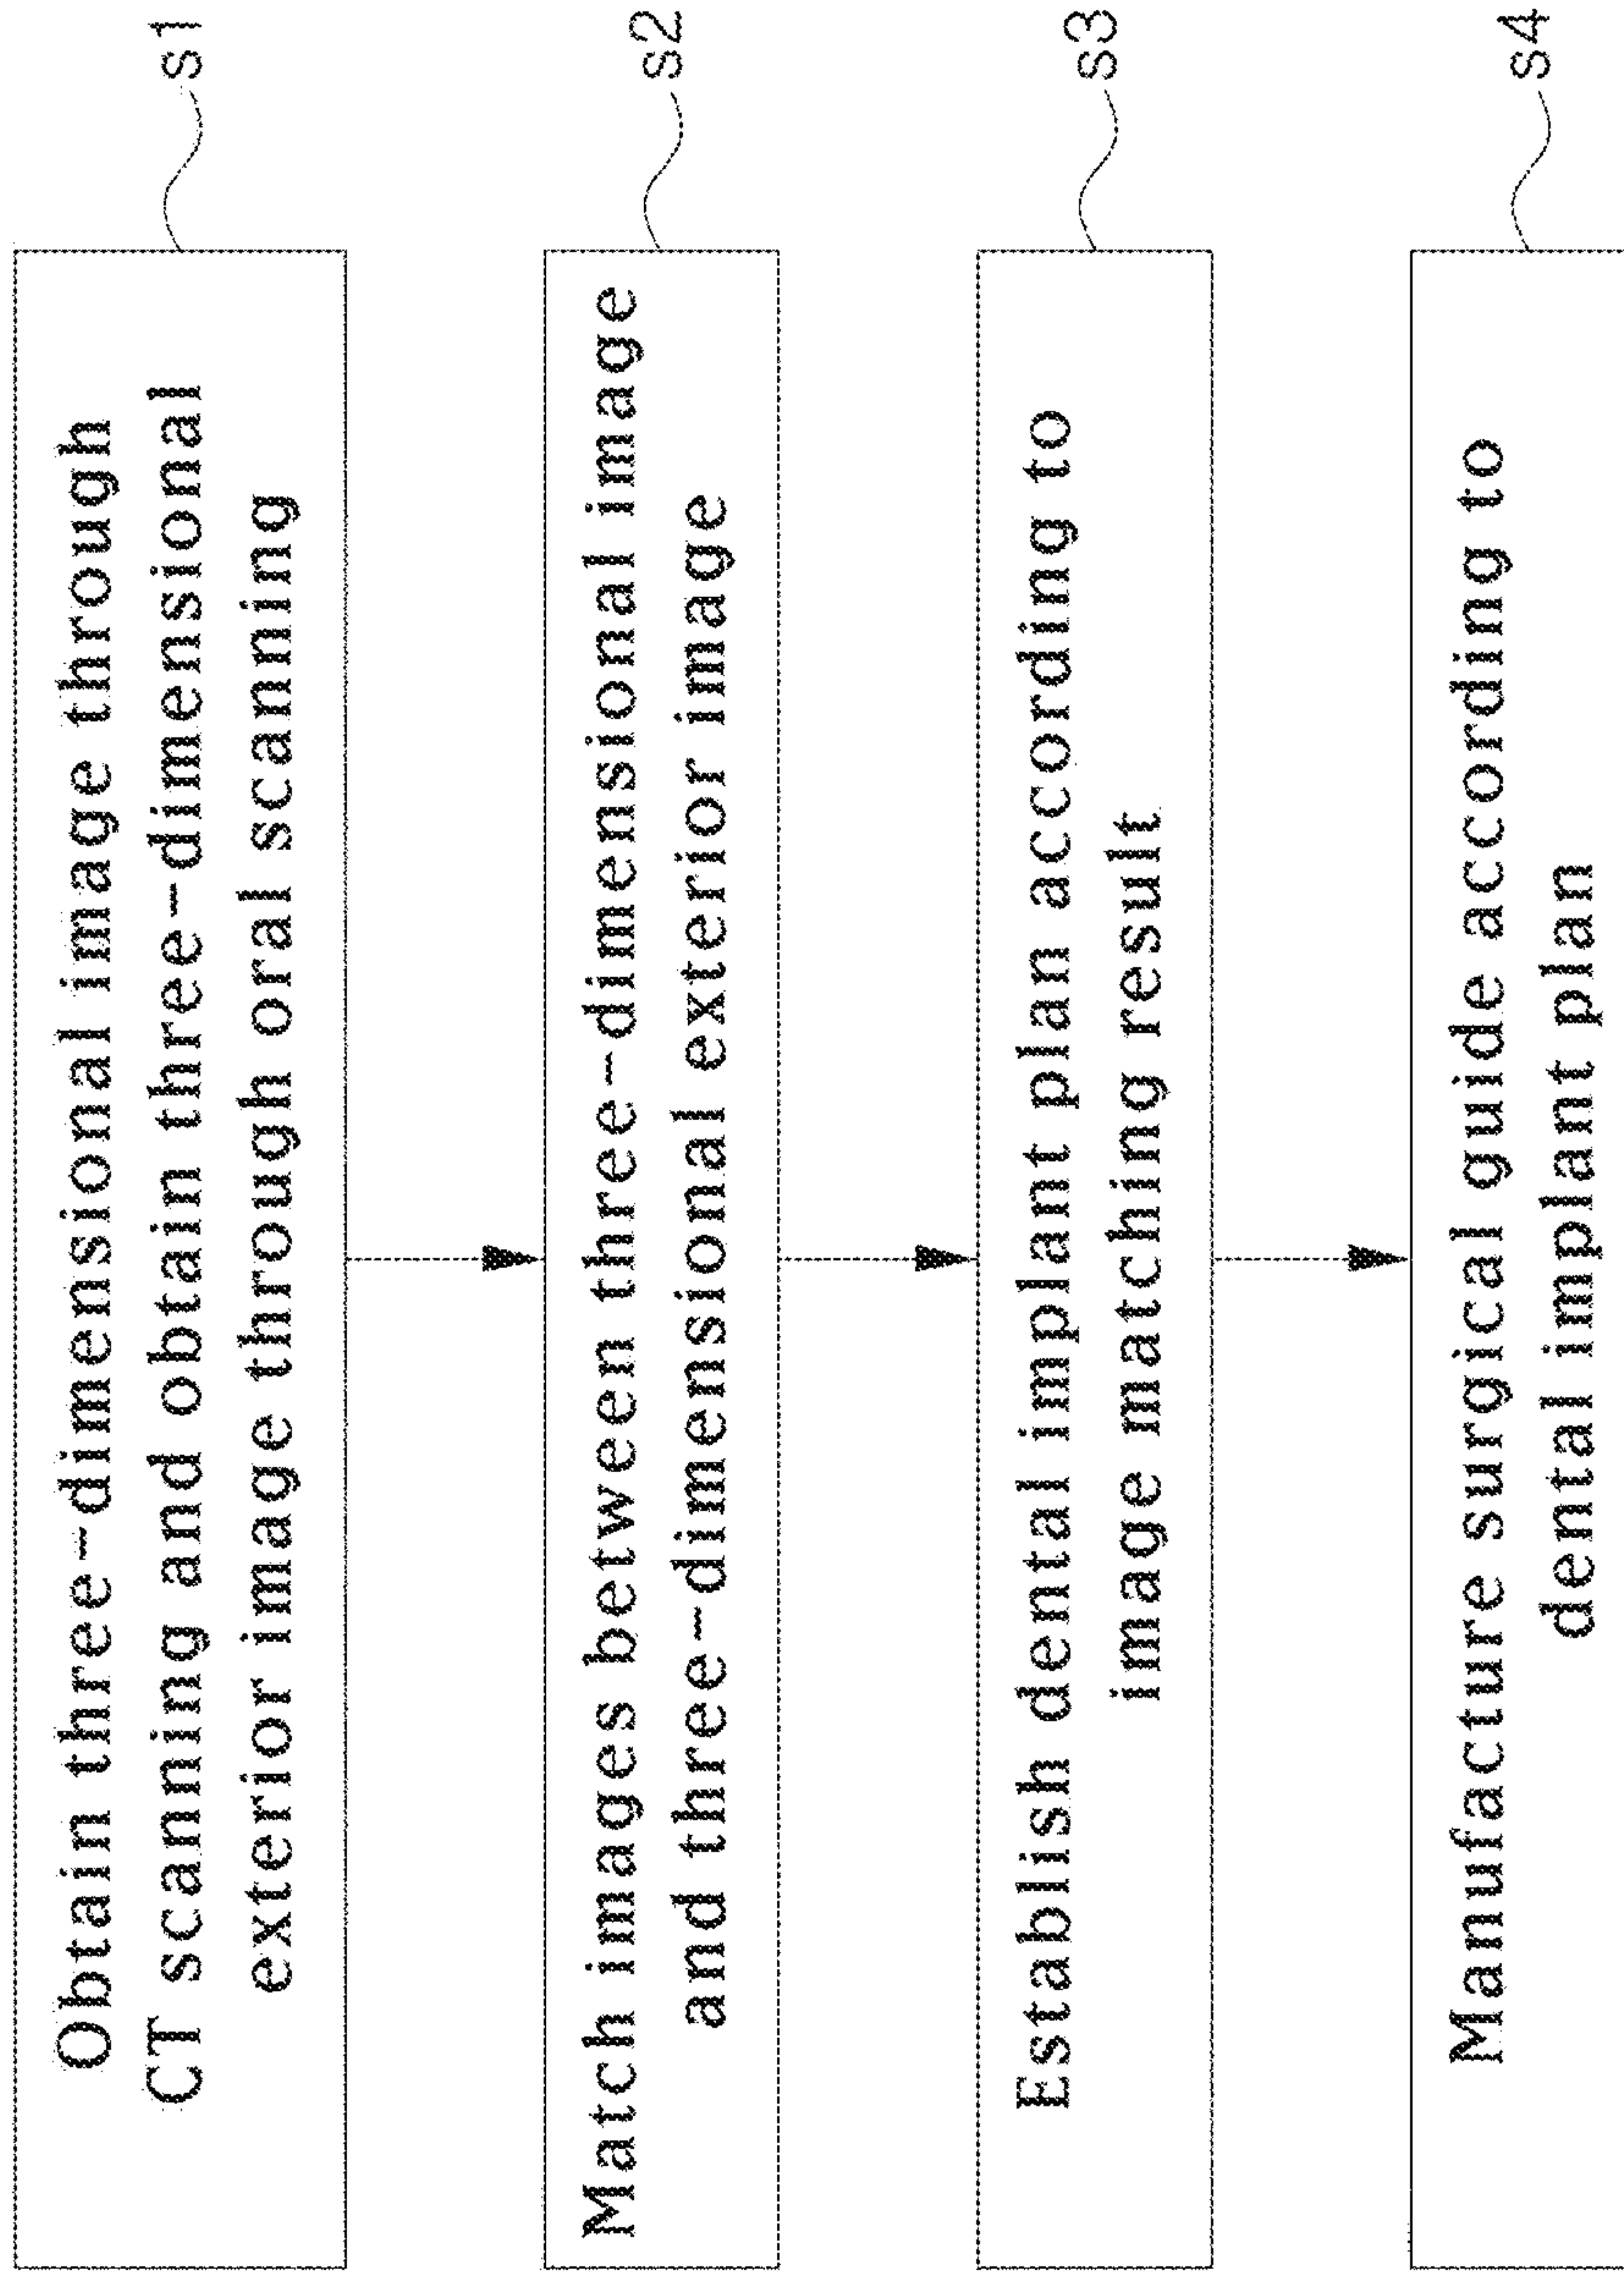 Obtain three-dimensional image through
CT scanning and obtain three-dimensional
exterior image through oral scanning
s1
Match images between three-dimensional image
and three-dimensional exterior image
s2
Establish dental implant plan according to
image matching result
s3
Manufacture surgical guide according to
dental implant plan
s4